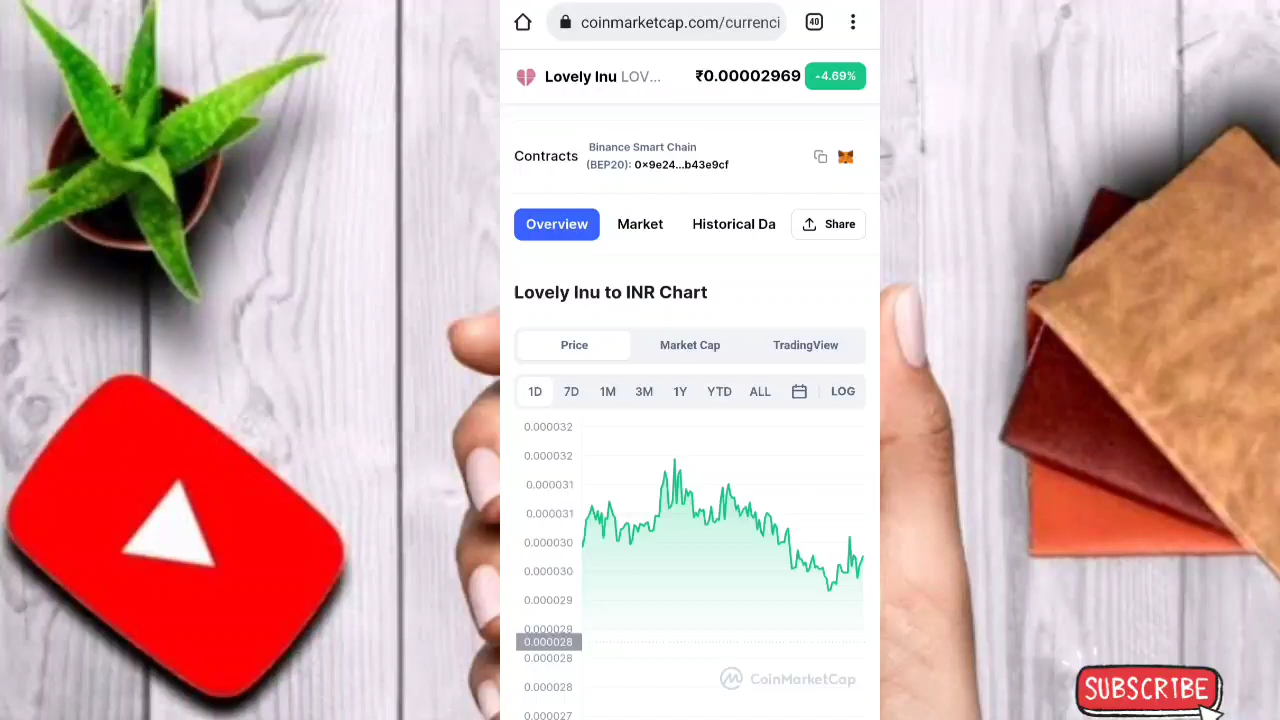 coinmarketcap.com/currenci
40
Lovely Inu LOV... ₹0.00002969 4.69%
Contracts
Binance Smart Chain
(BEP20): 0x9e24...b43e9cf
Overview Market Historical Da Share
Lovely Inu to INR Chart
Price Market Cap TradingView
1D 7D 1M 3M 1Y YTD ALL LOG
0.000032
0.000032
0.000031
0.000031
0.000030
0.000030
0.000029
0.000029
0.000028
0.000028
0.000028
0.000027
CoinMarketCap
SUBSCRIBE